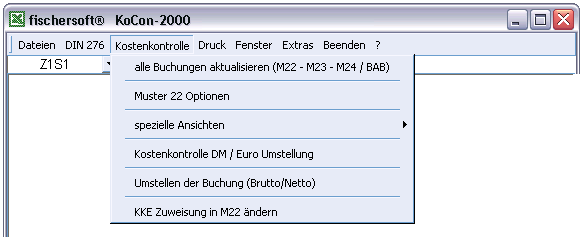 fischersoft® KoCon-2000
Dateien DIN 276 Kostenkontrolle Druck Fenster Extras Beenden ?
Z1S1
alle Buchungen aktualisieren (M22 - M23 - M24 / BAB)
Muster 22 Optionen
spezielle Ansichten
Kostenkontrolle DM / Euro Umstellung
Umstellen der Buchung (Brutto/Netto)
KKE Zuweisung in M22 ändern